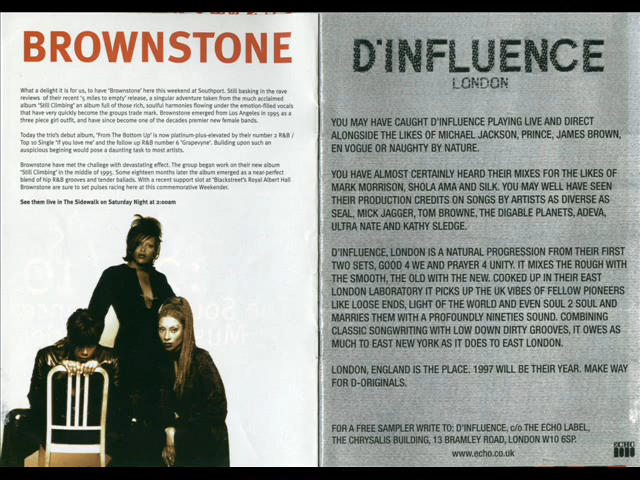 BROWNSTONE
What a delight it is for us, to have 'Brownstone' here this weekend at Southport. Still basking in the rave
reviews of their recent '5 miles to empty' release, a singular adventure taken from the much acclaimed
album 'Still Climbing' an album full of those rich, soulful harmonies flowing under the emotion-filled vocals
that have very quickly become the groups trade mark. Brownstone emerged from Los Angeles in 1995 as a
three piece girl outfit, and have since become one of the decades premier new female bands.
Today the trio's debut album, 'From The Bottom Up' is now platinum-plus-elevated by their number 2 R&B /
Top 10 Single 'If you love me' and the follow up R&B number 6 'Grapevyne'. Building upon such an
auspicious begining would pose a daunting task to most artists.
Brownstone have met the challege with devastating effect. The group began work on their new album
'Still Climbing' in the middle of 1995. Some eighteen months later the album emerged as a near-perfect
blend of hip R&B grooves and tender ballads. With a recent support slot at 'Blackstreet's Royal Albert Hall
Brownstone are sure to set pulses racing here at this commemorative Weekender.
See them live in The Sidewalk on Saturday Night at 2:00am
D'INFLUENCE
LONDON
YOU MAY HAVE CAUGHT D'INFLUENCE PLAYING LIVE AND DIRECT
ALONGSIDE THE LIKES OF MICHAEL JACKSON, PRINCE, JAMES BROWN,
EN VOGUE OR NAUGHTY BY NATURE.
YOU HAVE ALMOST CERTAINLY HEARD THEIR MIXES FOR THE LIKES OF
MARK MORRISON, SHOLA AMA AND SILK. YOU MAY WELL HAVE SEEN
THEIR PRODUCTION CREDITS ON SONGS BY ARTISTS AS DIVERSE AS
SEAL, MICK JAGGER, TOM BROWNE, THE DIGABLE PLANETS, ADEVA,
ULTRA NATE AND KATHY SLEDGE.
D'INFLUENCE, LONDON IS A NATURAL PROGRESSION FROM THEIR FIRST
TWO SETS, GOOD 4 WE AND PRAYER 4 UNITY. IT MIXES THE ROUGH WITH
THE SMOOTH, THE OLD WITH THE NEW. COOKED UP IN THEIR EAST
LONDON LABORATORY IT PICKS UP THE UK VIBES OF FELLOW PIONEERS
LIKE LOOSE ENDS, LIGHT OF THE WORLD AND EVEN SOUL 2 SOUL AND
MARRIES THEM WITH A PROFOUNDLY NINETIES SOUND. COMBINING
CLASSIC SONGWRITING WITH LOW DOWN DIRTY GROOVES, IT OWES AS
MUCH TO EAST NEW YORK AS IT DOES TO EAST LONDON.
LONDON, ENGLAND IS THE PLACE. 1997 WILL BE THEIR YEAR. MAKE WAY
FOR D-ORIGINALS.
FOR A FREE SAMPLER WRITE TO: D'INFLUENCE, c/o THE ECHO LABEL,
THE CHRYSALIS BUILDING, 13 BRAMLEY ROAD, LONDON W10 6SP.
www.echo.co.uk
ECHO